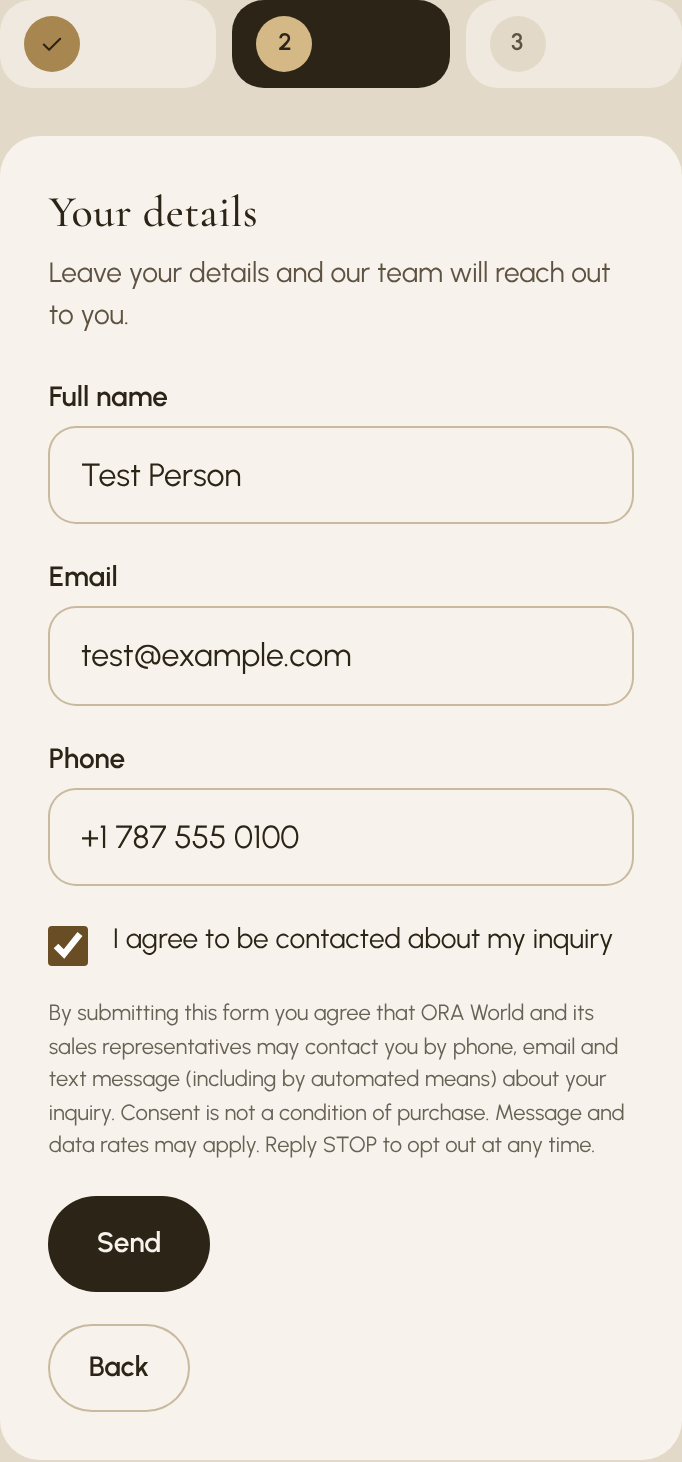 2
3
Your details
Leave your details and our team will reach out
to you.
Full name
Test Person
Email
test@example.com
Phone
+1 787 555 0100
I agree to be contacted about my inquiry
By submitting this form you agree that ORA World and its
sales representatives may contact you by phone, email and
text message (including by automated means) about your
inquiry. Consent is not a condition of purchase. Message and
data rates may apply. Reply STOP to opt out at any time.
Send
Back